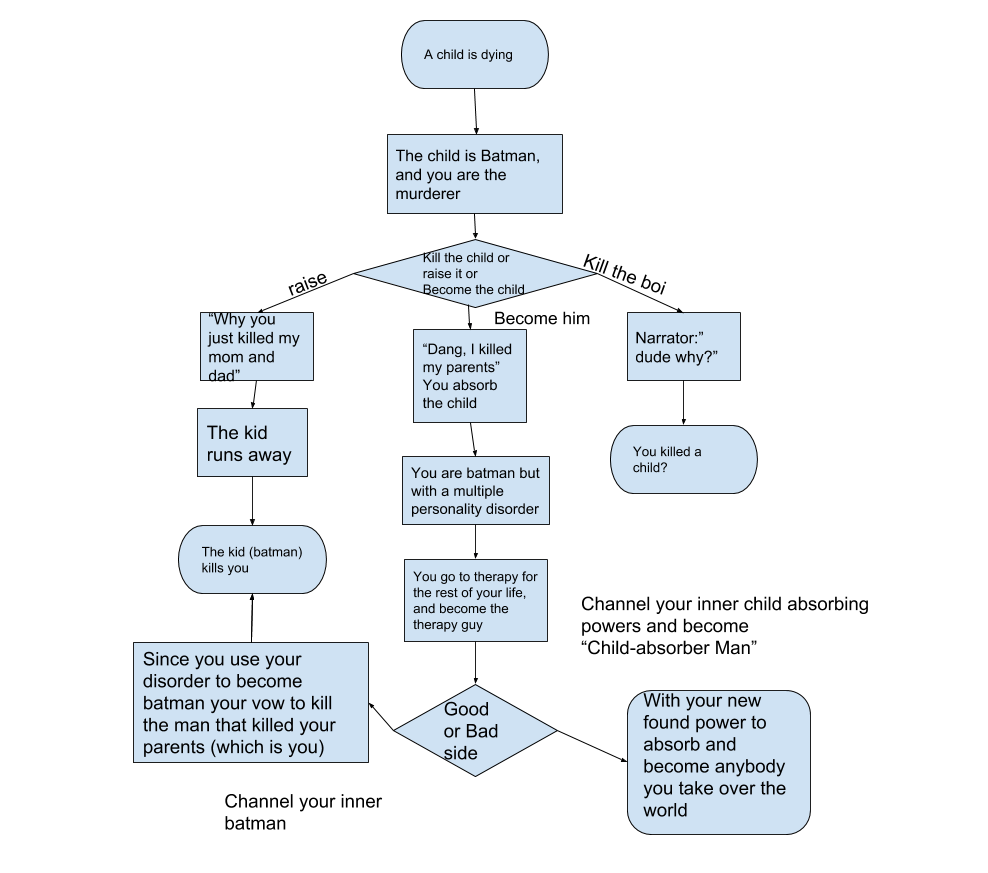 A child is dying
The child is Batman,
and you are the
murderer
Kill the child or
raise it or
Become the child
raise
Kill the boi
Become him
“Why you
just killed my
mom and
dad”
“Dang, I killed
my parents”
You absorb
the child
Narrator:”
dude why?”
The kid
runs away
You are batman but
with a multiple
personality disorder
You killed a
child?
The kid (batman)
kills you
You go to therapy for
the rest of your life,
and become the
therapy guy
Channel your inner child absorbing
powers and become
“Child-absorber Man”
Since you use your
disorder to become
batman your vow to kill
the man that killed your
parents (which is you)
Good
or Bad
side
With your new
found power to
absorb and
become anybody
you take over the
world
Channel your inner
batman